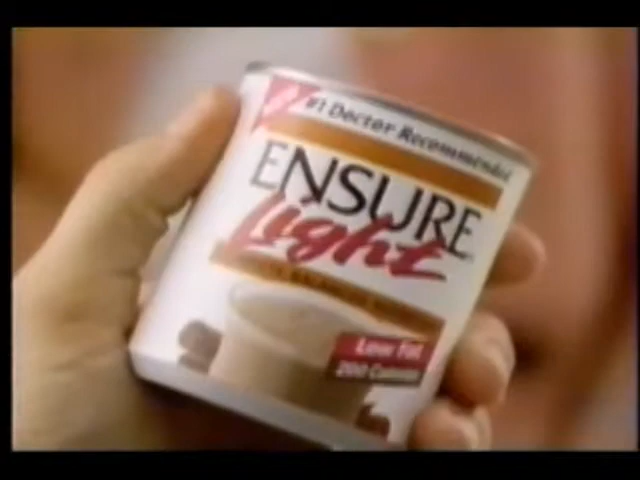 #1 Doctor Recommended
ENSURE
Light
Low Fat
200 Calories